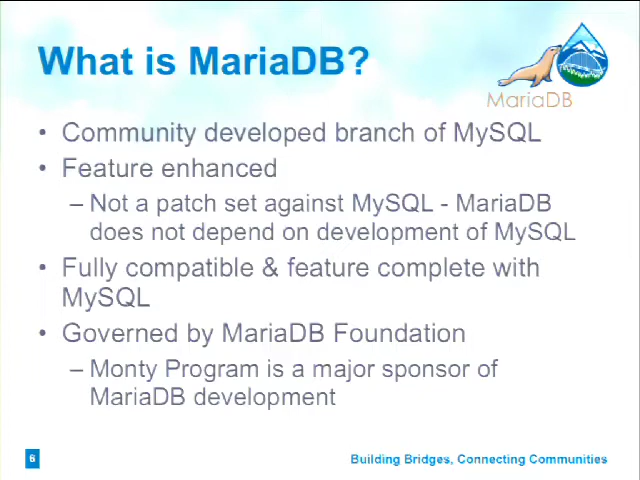 What is MariaDB?
MariaDB
• Community developed branch of MySQL
• Feature enhanced
– Not a patch set against MySQL - MariaDB
does not depend on development of MySQL
• Fully compatible & feature complete with
MySQL
• Governed by MariaDB Foundation
– Monty Program is a major sponsor of
MariaDB development
6
Building Bridges, Connecting Communities